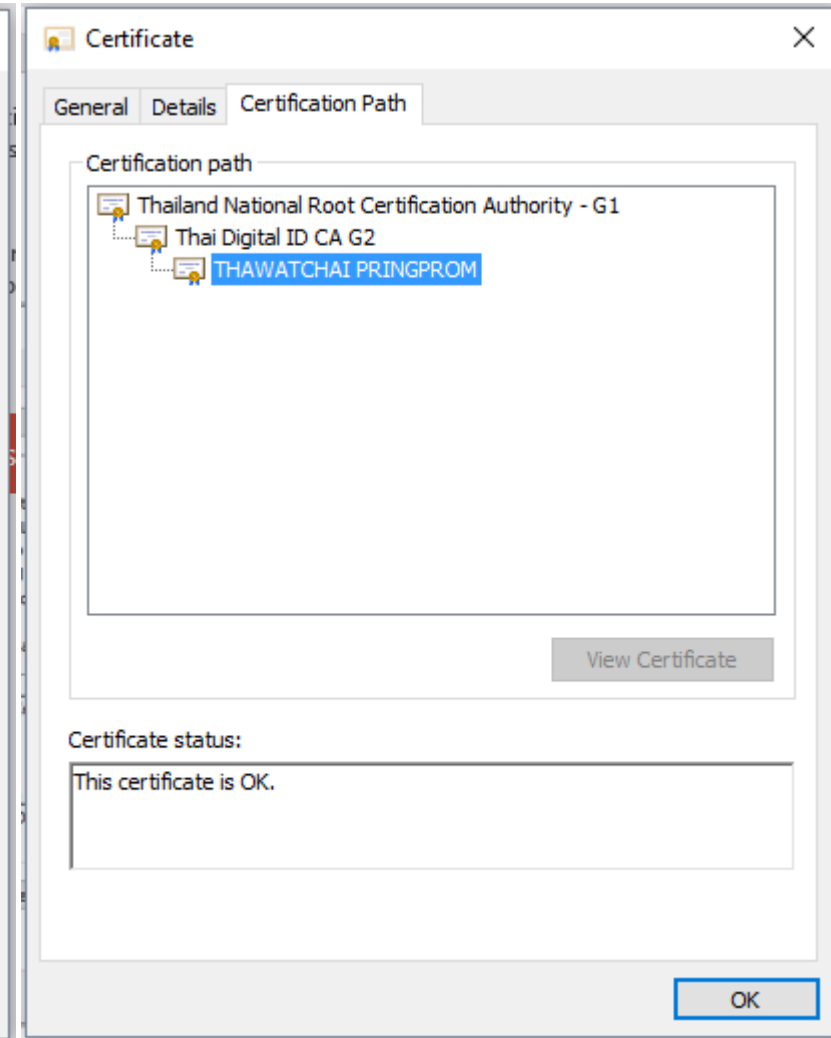 Certificate
General Details Certification Path
Certification path
Thailand National Root Certification Authority - G1
Thai Digital ID CA G2
THAWATCHAI PRINGPROM
View Certificate
Certificate status:
This certificate is OK.
OK